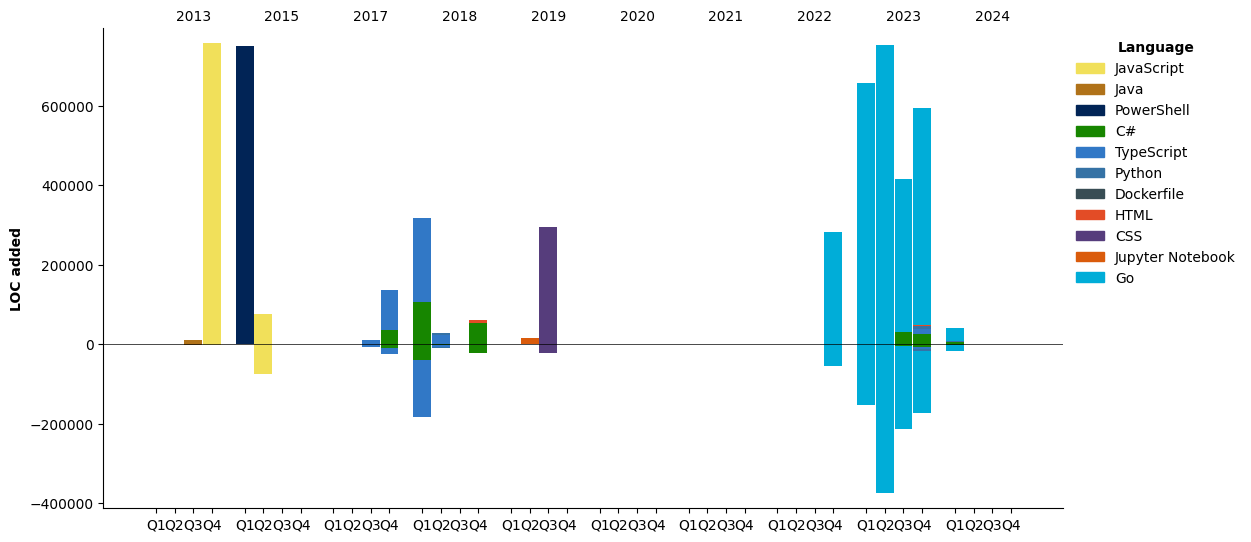 2013 2015 2017 2018 2019 2020 2021 2022 2023 2024
Language
JavaScript
Java
PowerShell
C#
TypeScript
Python
Dockerfile
HTML
CSS
Jupyter Notebook
Go
LOC added
600000
400000
200000
0
−200000
−400000
Q1Q2Q3Q4 Q1Q2Q3Q4 Q1Q2Q3Q4 Q1Q2Q3Q4 Q1Q2Q3Q4 Q1Q2Q3Q4 Q1Q2Q3Q4 Q1Q2Q3Q4 Q1Q2Q3Q4 Q1Q2Q3Q4